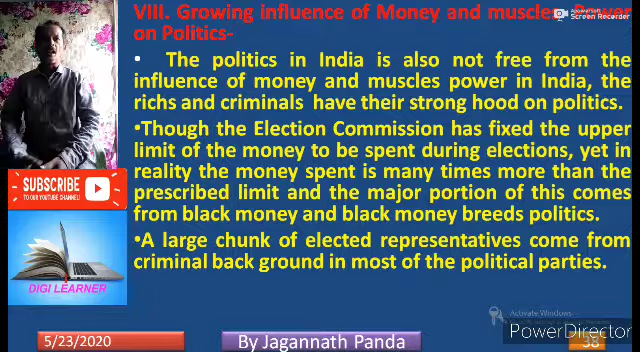 VIII. Growing influence of Money and muscles Power
on Politics-
• The politics in India is also not free from the
influence of money and muscles power in India, the
richs and criminals have their strong hood on politics.
•Though the Election Commission has fixed the upper
limit of the money to be spent during elections, yet in
reality the money spent is many times more than the
prescribed limit and the major portion of this comes
from black money and black money breeds politics.
• A large chunk of elected representatives come from
criminal back ground in most of the political parties.
Apowersoft
Screen Recorder
SUBSCRIBE
TO OUR YOUTUBE CHANNEL!
DIGI LEARNER
Activate Windows
PowerDirector
5/23/2020
By Jagannath Panda
38